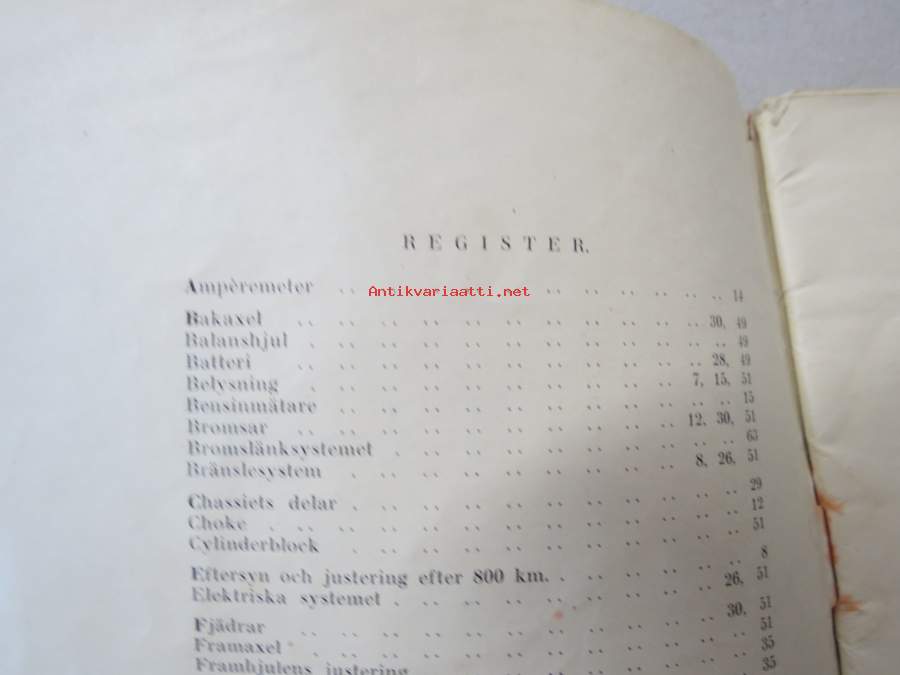 REGISTER.
Ampèremeter .. .. .. .. .. .. .. .. .. .. 14
Antikvariaatti.net
Bakaxel .. .. .. .. .. .. .. .. .. .. 30, 49
Balanshjul . .. .. .. .. .. .. .. .. .. .. 49
Batteri .. .. .. .. .. .. .. .. .. .. 28, 49
Belysning . .. .. .. .. .. .. .. .. 7, 15, 51
Bensinmätare .. .. .. .. .. .. .. .. .. .. 15
Bromsar .. .. .. .. .. .. .. .. .. 12, 30, 51
Bromslänksystemet . .. .. .. .. .. .. .. .. 63
Bränslesystem . .. .. .. .. .. .. .. 8, 26, 51
Chassiets delar . .. .. .. .. .. .. .. .. .. 29
Choke . .. .. .. .. .. .. .. .. .. .. .. 12
Cylinderblock . .. .. .. .. .. .. .. .. .. 51
Eftersyn och justering efter 800 km. . .. .. .. .. 8
Elektriska systemet . .. .. .. .. .. .. .. 26, 51
Fjädrar .. .. .. .. .. .. .. .. .. .. 30, 51
Framaxel . .. .. .. .. .. .. .. .. .. .. 51
Framhjulens justering .. .. .. .. .. .. .. 35
35